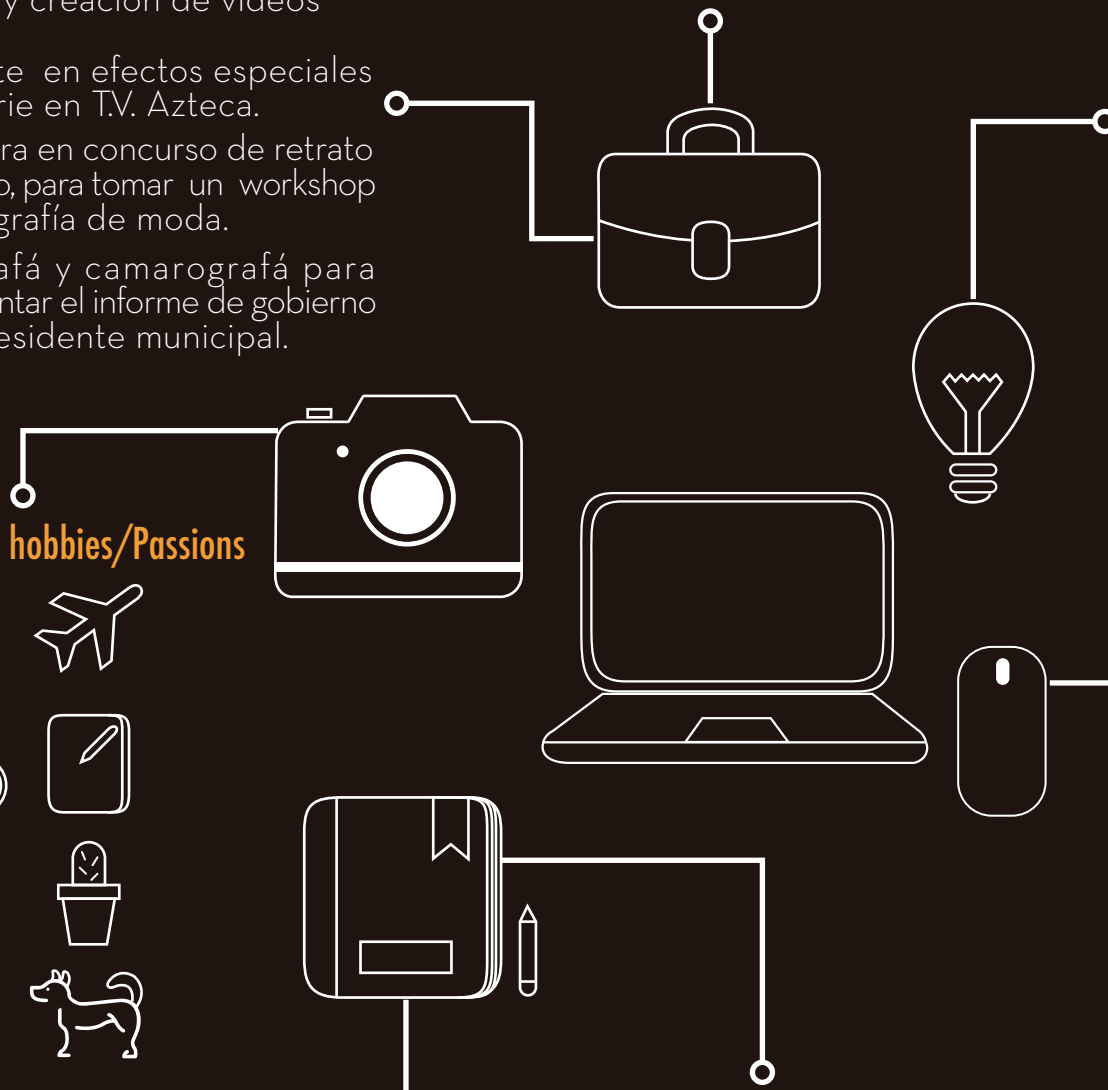 y creación de videos
te en efectos especiales
rie en T.V. Azteca.
ra en concurso de retrato
o, para tomar un workshop
grafía de moda.
afá y camarografá para
ntar el informe de gobierno
esidente municipal.
hobbies/Passions